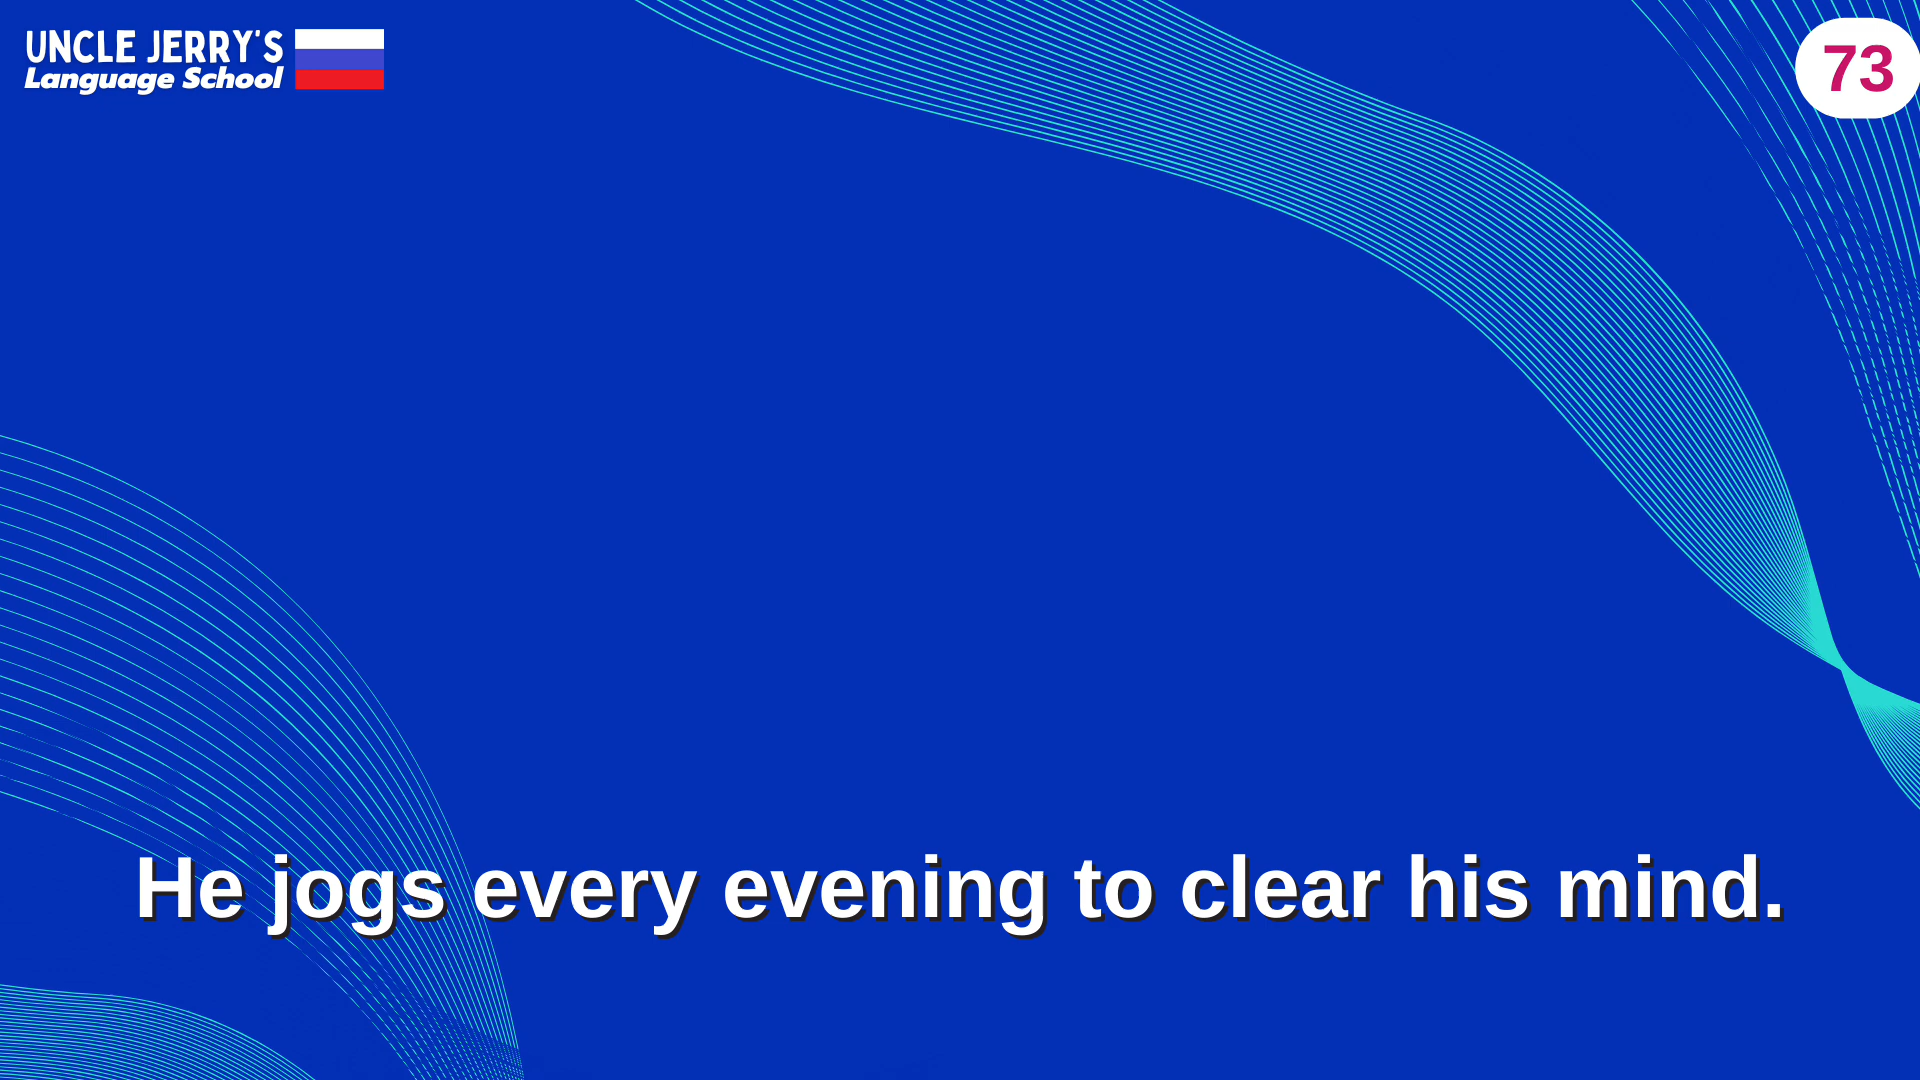 UNCLE JERRY'S
Language School
73
He jogs every evening to clear his mind.